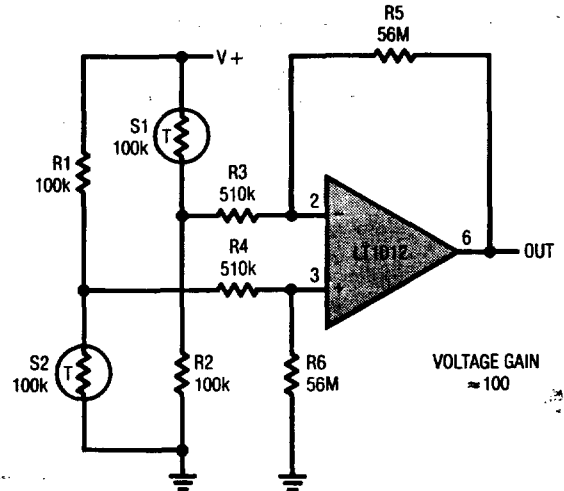 R5
56M
V+
S1
100k
T
R1
100k
R3
510k
2
−
6
OUT
LT1012
R4
510k
3
+
S2
100k
T
R2
100k
R6
56M
VOLTAGE GAIN
≈100